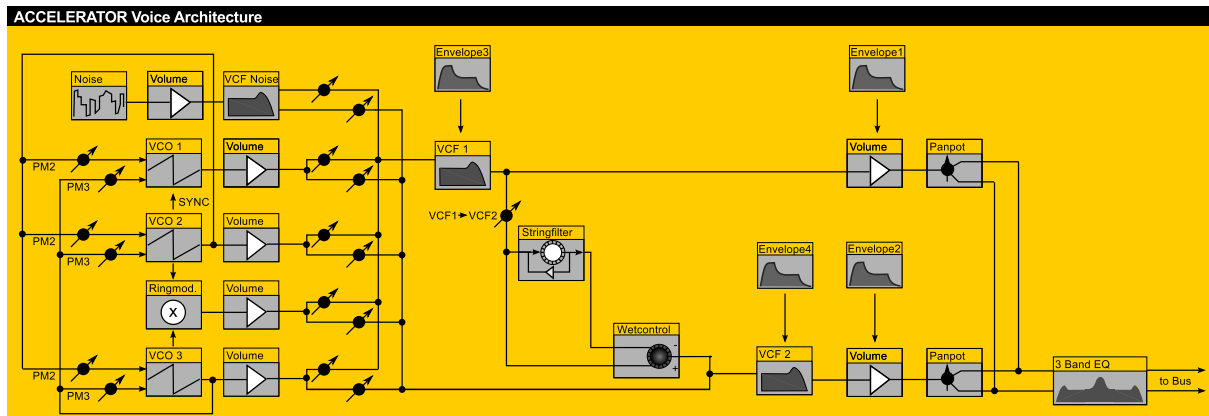 ACCELERATOR Voice Architecture
Envelope3
Envelope1
Noise
Volume
VCF Noise
VCO 1
Volume
VCF 1
Volume
Panpot
PM2
PM3
SYNC
VCO 2
Volume
VCF1 VCF2
Stringfilter
PM2
PM3
Envelope4
Envelope2
Ringmod.
Volume
X
Wetcontrol
-
+
VCO 3
Volume
VCF 2
Volume
Panpot
3 Band EQ
PM2
PM3
to Bus